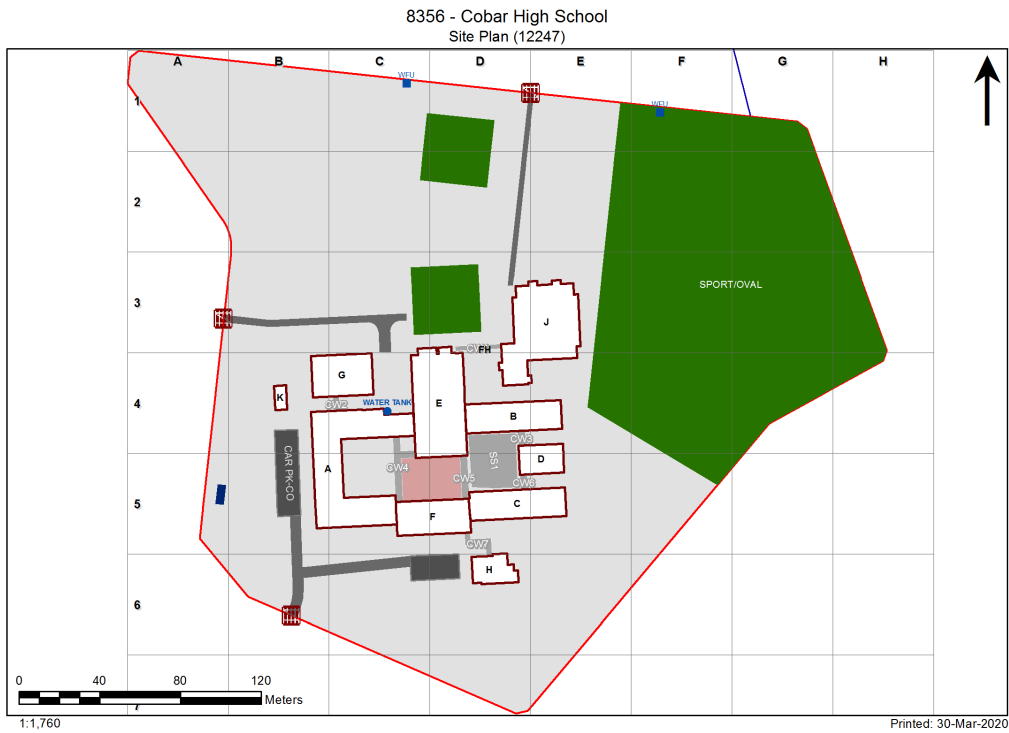 8356 - Cobar High School
Site Plan (12247)
A B C D E F G H
WFU
WFU
1
2
3
SPORT/OVAL
J
FH
G
K
GW2
WATER TANK
E
4
B
CW3
CAR PK-CO
A
CW4
SS1
D
CW5
CW6
5
C
F
CW7
H
6
7
0 40 80 120
Meters
1:1,760
Printed: 30-Mar-2020